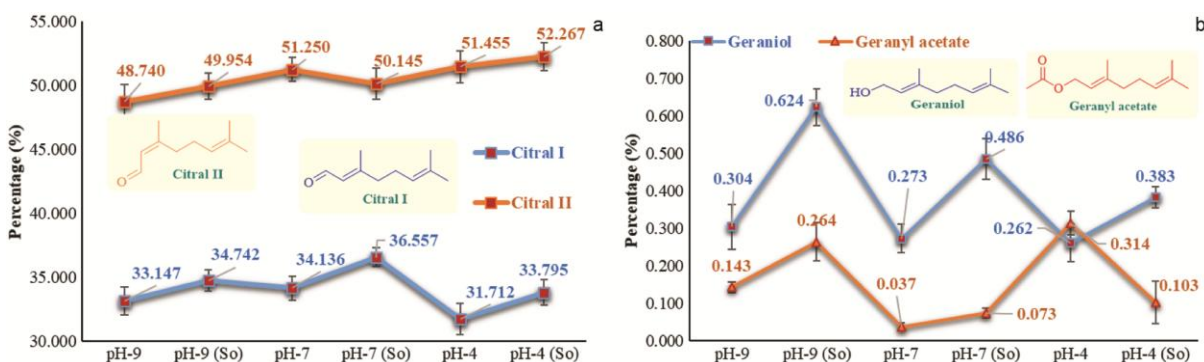 a
55.000
50.000
45.000
40.000
35.000
30.000
Percentage (%)
48.740
49.954
51.250
50.145
51.455
52.267
O
Citral II
O
Citral I
Citral I
Citral II
33.147
34.742
34.136
36.557
31.712
33.795
pH-9
pH-9 (So)
pH-7
pH-7 (So)
pH-4
pH-4 (So)
b
0.800
0.700
0.600
0.500
0.400
0.300
0.200
0.100
0.000
Percentage (%)
Geraniol
Geranyl acetate
HO
Geraniol
O
O
Geranyl acetate
0.304
0.624
0.273
0.486
0.262
0.383
0.143
0.264
0.037
0.073
0.314
0.103
pH-9
pH-9 (So)
pH-7
pH-7 (So)
pH-4
pH-4 (So)